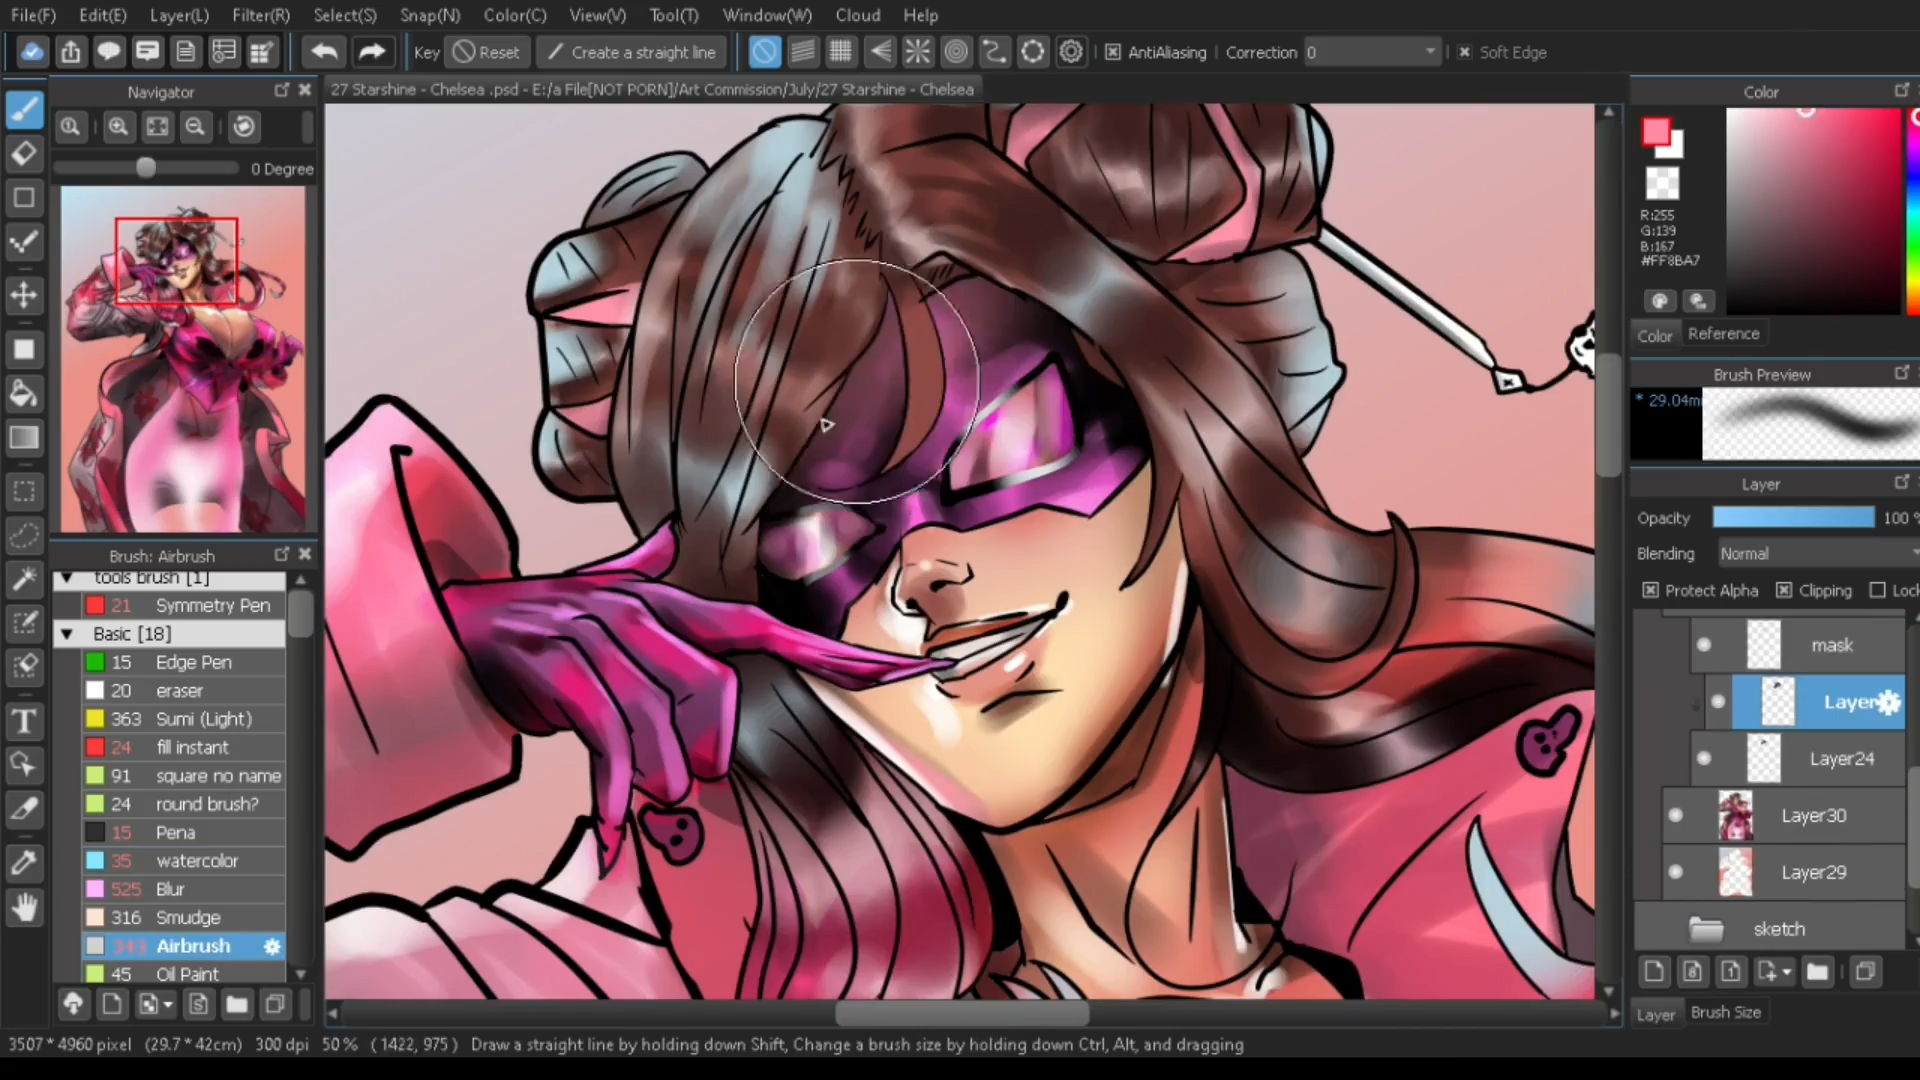 File(F) Edit(E) Layer(L) Filter(R) Select(S) Snap(N) Color(C) View(V) Tool(T) Window(W) Cloud Help
Key Reset Create a straight line AntiAliasing Correction 0 Soft Edge
Navigator
27 Starshine - Chelsea .psd - E:/a File[NOT PORN]/Art Commission/July/27 Starshine - Chelsea
0 Degree
Brush: Airbrush
tools brush [1]
21 Symmetry Pen
Basic [18]
15 Edge Pen
20 eraser
363 Sumi (Light)
24 fill instant
91 square no name
24 round brush?
15 Pena
35 watercolor
525 Blur
316 Smudge
Airbrush
45 Oil Paint
Color
R:255
G:139
B:167
#FF8BA7
Color Reference
Brush Preview
* 29.04m
Layer
Opacity 100 %
Blending Normal
Protect Alpha Clipping Lock
mask
Layer
Layer24
Layer30
Layer29
sketch
Layer Brush Size
3507 * 4960 pixel (29.7 * 42cm) 300 dpi 50 % ( 1422, 975 ) Draw a straight line by holding down Shift, Change a brush size by holding down Ctrl, Alt, and dragging